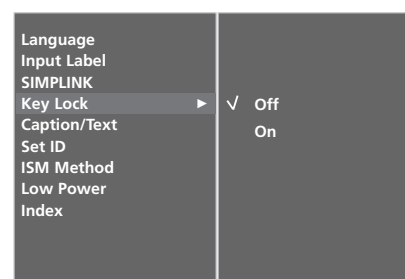 Language
Input Label
SIMPLINK
Key Lock ► √ Off
Caption/Text
On
Set ID
ISM Method
Low Power
Index